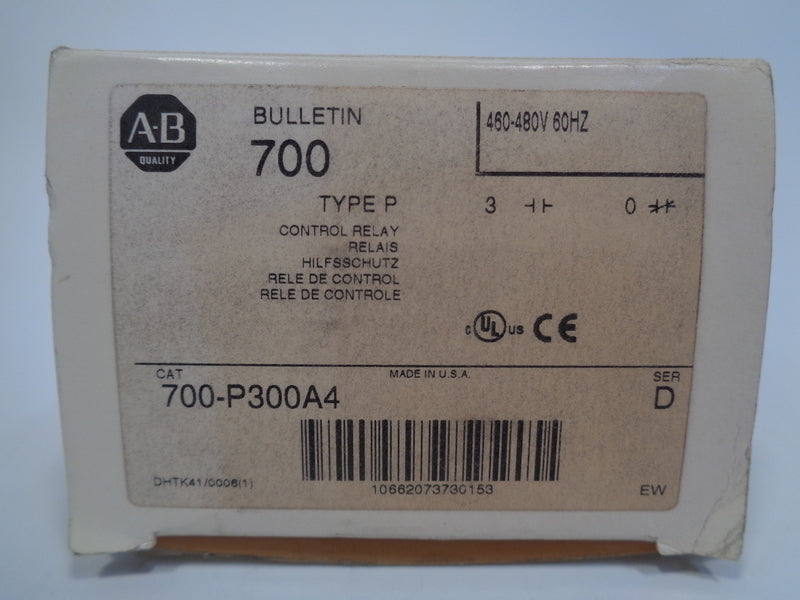 A-B
QUALITY
BULLETIN
700
460-480V 60HZ
TYPE P
3 0
CONTROL RELAY
RELAIS
HILFSSCHUTZ
RELE DE CONTROL
RELE DE CONTROLE
c UL US CE
CAT
MADE IN U.S.A.
SER
700-P300A4
D
DHTK41/0006(1)
10662073730153
EW